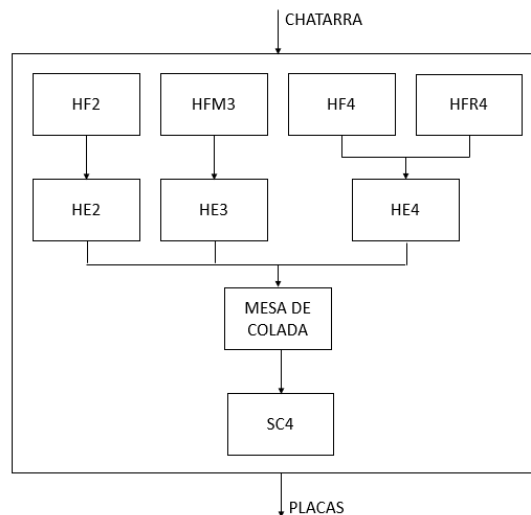 CHATARRA
HF2
HFM3
HF4
HFR4
HE2
HE3
HE4
MESA DE
COLADA
SC4
PLACAS